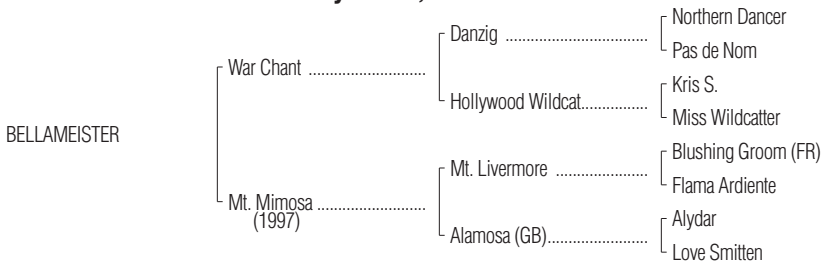 Northern Dancer
Danzig ................................
Pas de Nom
War Chant ..........................
Kris S.
Hollywood Wildcat...............
Miss Wildcatter
BELLAMEISTER
Blushing Groom (FR)
Mt. Livermore .....................
Flama Ardiente
Mt. Mimosa ........................
(1997)
Alydar
Alamosa (GB).......................
Love Smitten